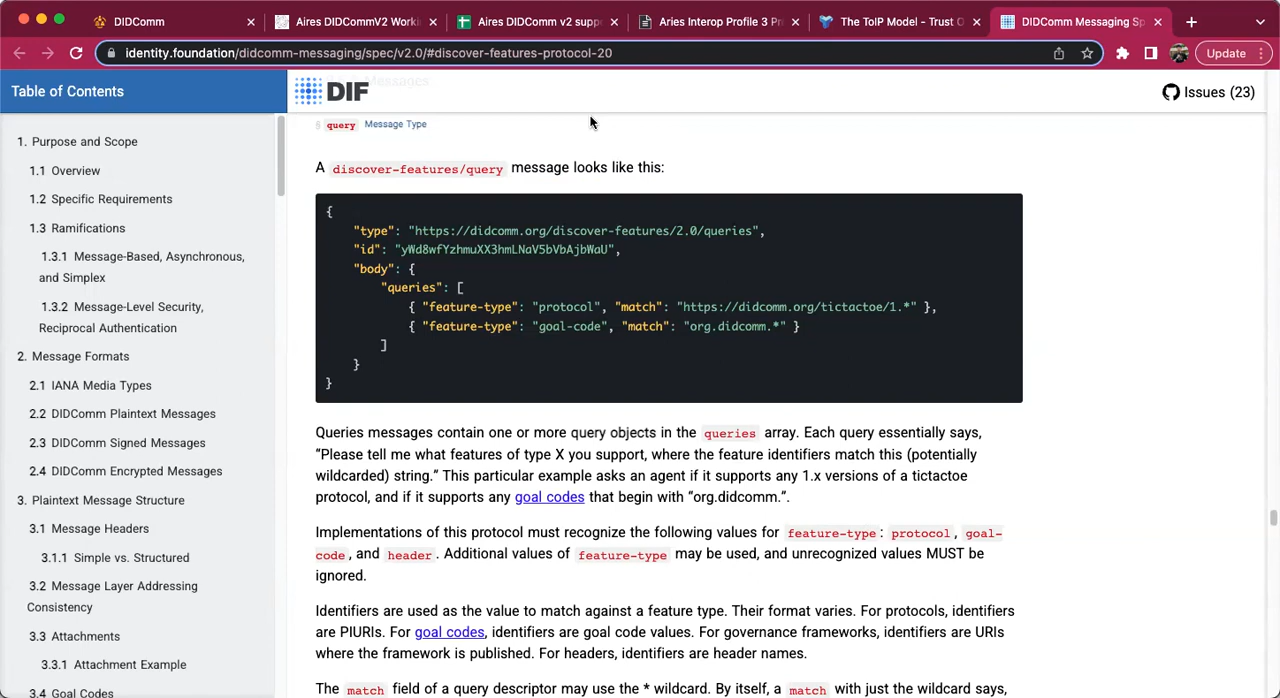 DIDComm
Aires DIDCommV2 Worki
Aires DIDComm v2 suppo
Aries Interop Profile 3 Pr
The ToIP Model - Trust O
DIDComm Messaging Sp
identity.foundation/didcomm-messaging/spec/v2.0/#discover-features-protocol-20
Update
Table of Contents
DIF
Messages
Issues (23)
1. Purpose and Scope
1.1 Overview
1.2 Specific Requirements
1.3 Ramifications
1.3.1 Message-Based, Asynchronous,
and Simplex
1.3.2 Message-Level Security,
Reciprocal Authentication
2. Message Formats
2.1 IANA Media Types
2.2 DIDComm Plaintext Messages
2.3 DIDComm Signed Messages
2.4 DIDComm Encrypted Messages
3. Plaintext Message Structure
3.1 Message Headers
3.1.1 Simple vs. Structured
3.2 Message Layer Addressing
Consistency
3.3 Attachments
3.3.1 Attachment Example
3.4 Goal Codes
§ query Message Type
A discover-features/query message looks like this:
{
"type": "https://didcomm.org/discover-features/2.0/queries",
"id": "yWd8wfYzhmuXX3hmLNaV5bVbAjbWaU",
"body": {
"queries": [
{ "feature-type": "protocol", "match": "https://didcomm.org/tictactoe/1.*" },
{ "feature-type": "goal-code", "match": "org.didcomm.*" }
]
}
}
Queries messages contain one or more query objects in the queries array. Each query essentially says,
“Please tell me what features of type X you support, where the feature identifiers match this (potentially
wildcarded) string.” This particular example asks an agent if it supports any 1.x versions of a tictactoe
protocol, and if it supports any goal codes that begin with “org.didcomm.”.
Implementations of this protocol must recognize the following values for feature-type: protocol, goal-
code, and header. Additional values of feature-type may be used, and unrecognized values MUST be
ignored.
Identifiers are used as the value to match against a feature type. Their format varies. For protocols, identifiers
are PIURIs. For goal codes, identifiers are goal code values. For governance frameworks, identifiers are URIs
where the framework is published. For headers, identifiers are header names.
The match field of a query descriptor may use the * wildcard. By itself, a match with just the wildcard says,